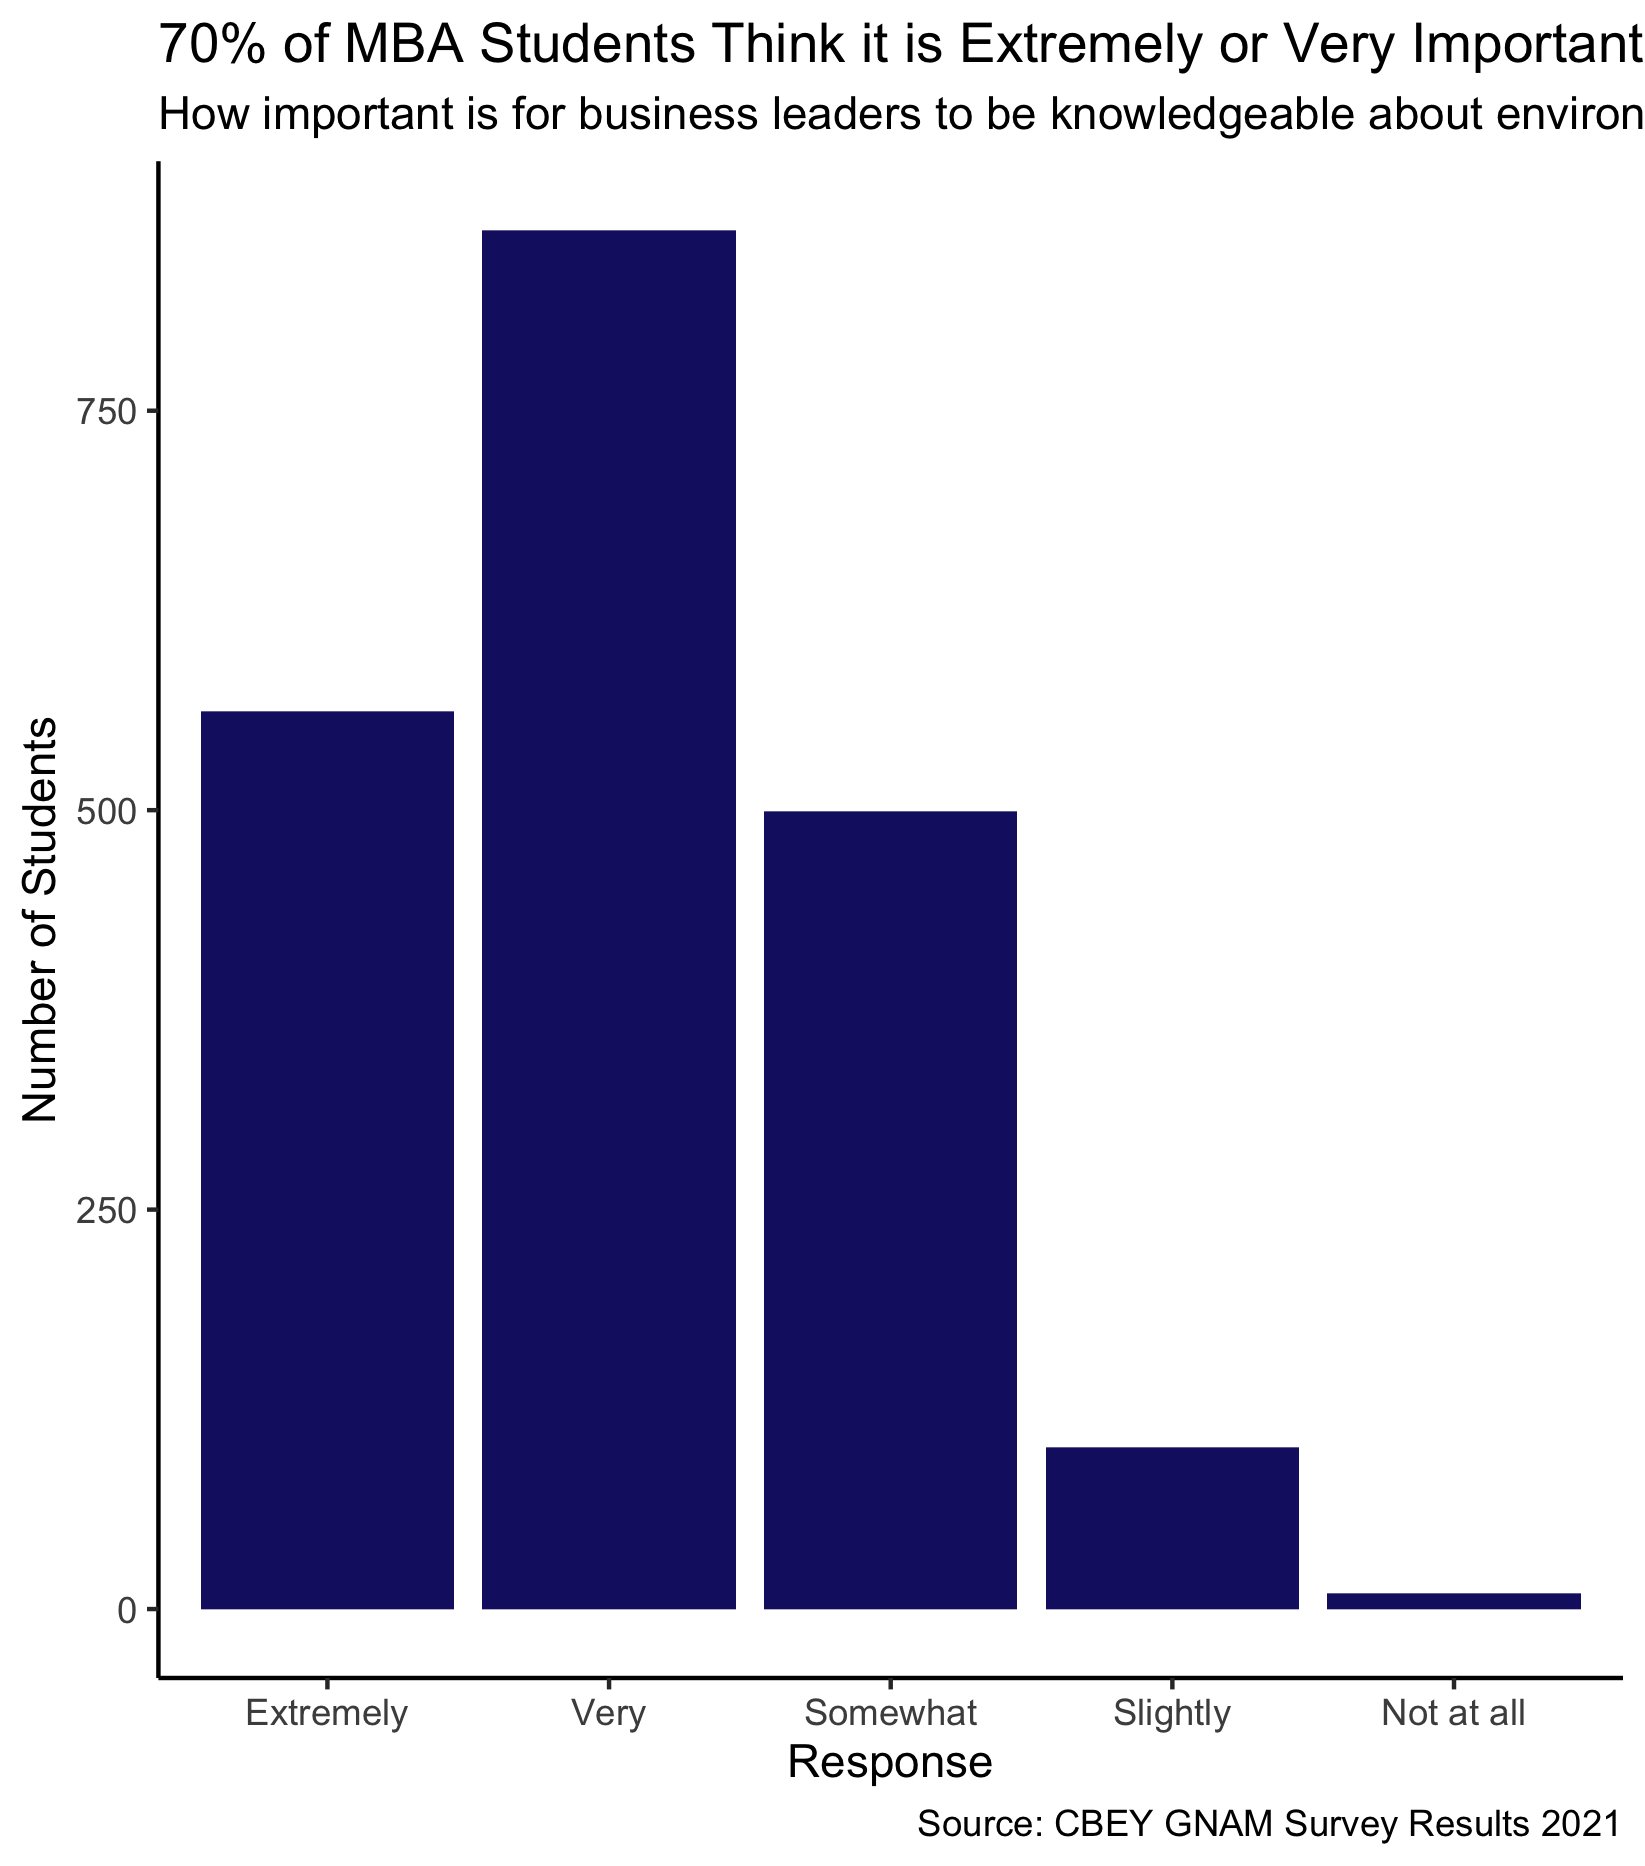 70% of MBA Students Think it is Extremely or Very Important
How important is for business leaders to be knowledgeable about environ
750
500
250
0
Number of Students
Extremely Very Somewhat Slightly Not at all
Response
Source: CBEY GNAM Survey Results 2021